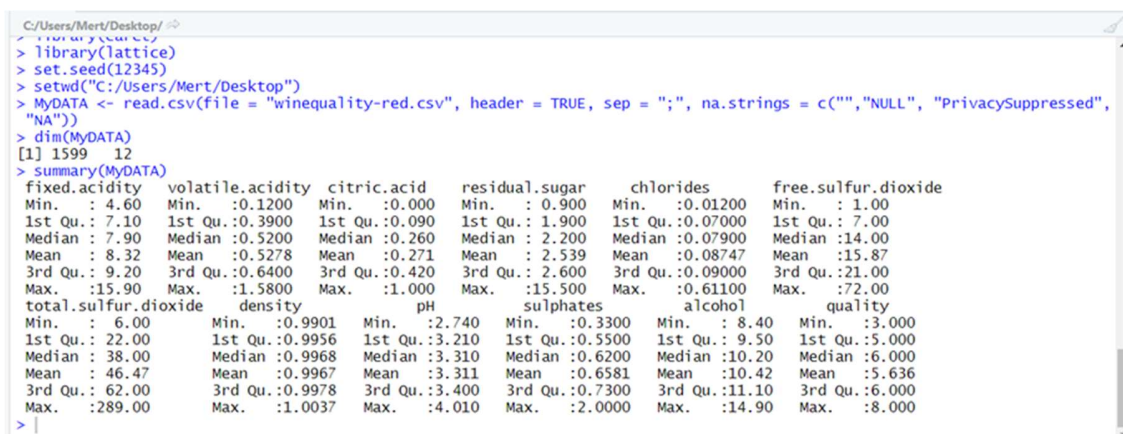 C:/Users/Mert/Desktop/
> library(caret)
> library(lattice)
> set.seed(12345)
> setwd("C:/Users/Mert/Desktop")
> MyDATA <- read.csv(file = "winequality-red.csv", header = TRUE, sep = ";", na.strings = c("","NULL", "PrivacySuppressed",
"NA"))
> dim(MyDATA)
[1] 1599   12
> summary(MyDATA)
 fixed.acidity   volatile.acidity  citric.acid    residual.sugar     chlorides       free.sulfur.dioxide
 Min.   : 4.60   Min.   :0.1200   Min.   :0.000   Min.   : 0.900   Min.   :0.01200   Min.   : 1.00
 1st Qu.: 7.10   1st Qu.:0.3900   1st Qu.:0.090   1st Qu.: 1.900   1st Qu.:0.07000   1st Qu.: 7.00
 Median : 7.90   Median :0.5200   Median :0.260   Median : 2.200   Median :0.07900   Median :14.00
 Mean   : 8.32   Mean   :0.5278   Mean   :0.271   Mean   : 2.539   Mean   :0.08747   Mean   :15.87
 3rd Qu.: 9.20   3rd Qu.:0.6400   3rd Qu.:0.420   3rd Qu.: 2.600   3rd Qu.:0.09000   3rd Qu.:21.00
 Max.   :15.90   Max.   :1.5800   Max.   :1.000   Max.   :15.500   Max.   :0.61100   Max.   :72.00
 total.sulfur.dioxide    density             pH          sulphates         alcohol         quality
 Min.   :  6.00       Min.   :0.9901   Min.   :2.740   Min.   :0.3300   Min.   : 8.40   Min.   :3.000
 1st Qu.: 22.00       1st Qu.:0.9956   1st Qu.:3.210   1st Qu.:0.5500   1st Qu.: 9.50   1st Qu.:5.000
 Median : 38.00       Median :0.9968   Median :3.310   Median :0.6200   Median :10.20   Median :6.000
 Mean   : 46.47       Mean   :0.9967   Mean   :3.311   Mean   :0.6581   Mean   :10.42   Mean   :5.636
 3rd Qu.: 62.00       3rd Qu.:0.9978   3rd Qu.:3.400   3rd Qu.:0.7300   3rd Qu.:11.10   3rd Qu.:6.000
 Max.   :289.00       Max.   :1.0037   Max.   :4.010   Max.   :2.0000   Max.   :14.90   Max.   :8.000
>